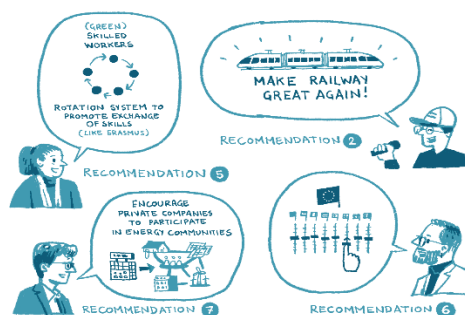 (GREEN)
SKILLED
WORKERS
ROTATION SYSTEM TO
PROMOTE EXCHANGE
OF SKILLS
(LIKE ERASMUS)
RECOMMENDATION 5
MAKE RAILWAY
GREAT AGAIN!
RECOMMENDATION 2
ENCOURAGE
PRIVATE COMPANIES
TO PARTICIPATE
IN ENERGY COMMUNITIES
RECOMMENDATION 7
RECOMMENDATION 6